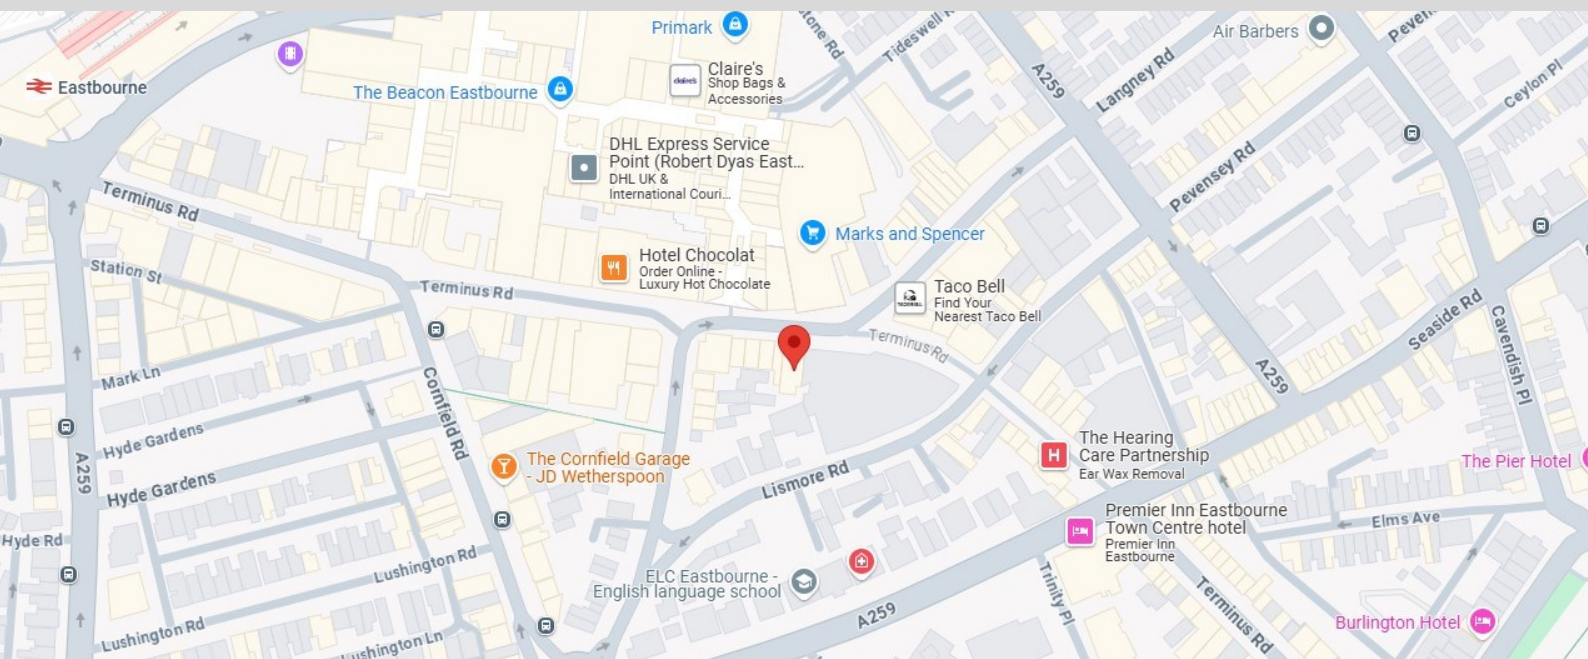 Primark
Tideswell R
Air Barbers
Peven
Eastbourne
The Beacon Eastbourne
claire's
Claire's
Shop Bags &
Accessories
A259
Langney Rd
Ceylon Pl
DHL Express Service
Point (Robert Dyas East...
DHL UK &
International Couri...
Terminus Rd
Pevensey Rd
Marks and Spencer
Hotel Chocolat
Order Online -
Luxury Hot Chocolate
Station St
Terminus Rd
Taco Bell
Find Your
Nearest Taco Bell
Terminus Rd
Seaside Rd
Cavendish Pl
Mark Ln
Cornfield Rd
A259
Hyde Gardens
A259
Hyde Gardens
The Cornfield Garage
- JD Wetherspoon
Lismore Rd
H
The Hearing
Care Partnership
Ear Wax Removal
The Pier Hotel
Hyde Rd
Premier Inn Eastbourne
Town Centre hotel
Premier Inn
Eastbourne
Elms Ave
Lushington Rd
ELC Eastbourne -
English language school
Trinity Pl
Terminus Rd
A259
Burlington Hotel
Lushington Rd
ushington Ln